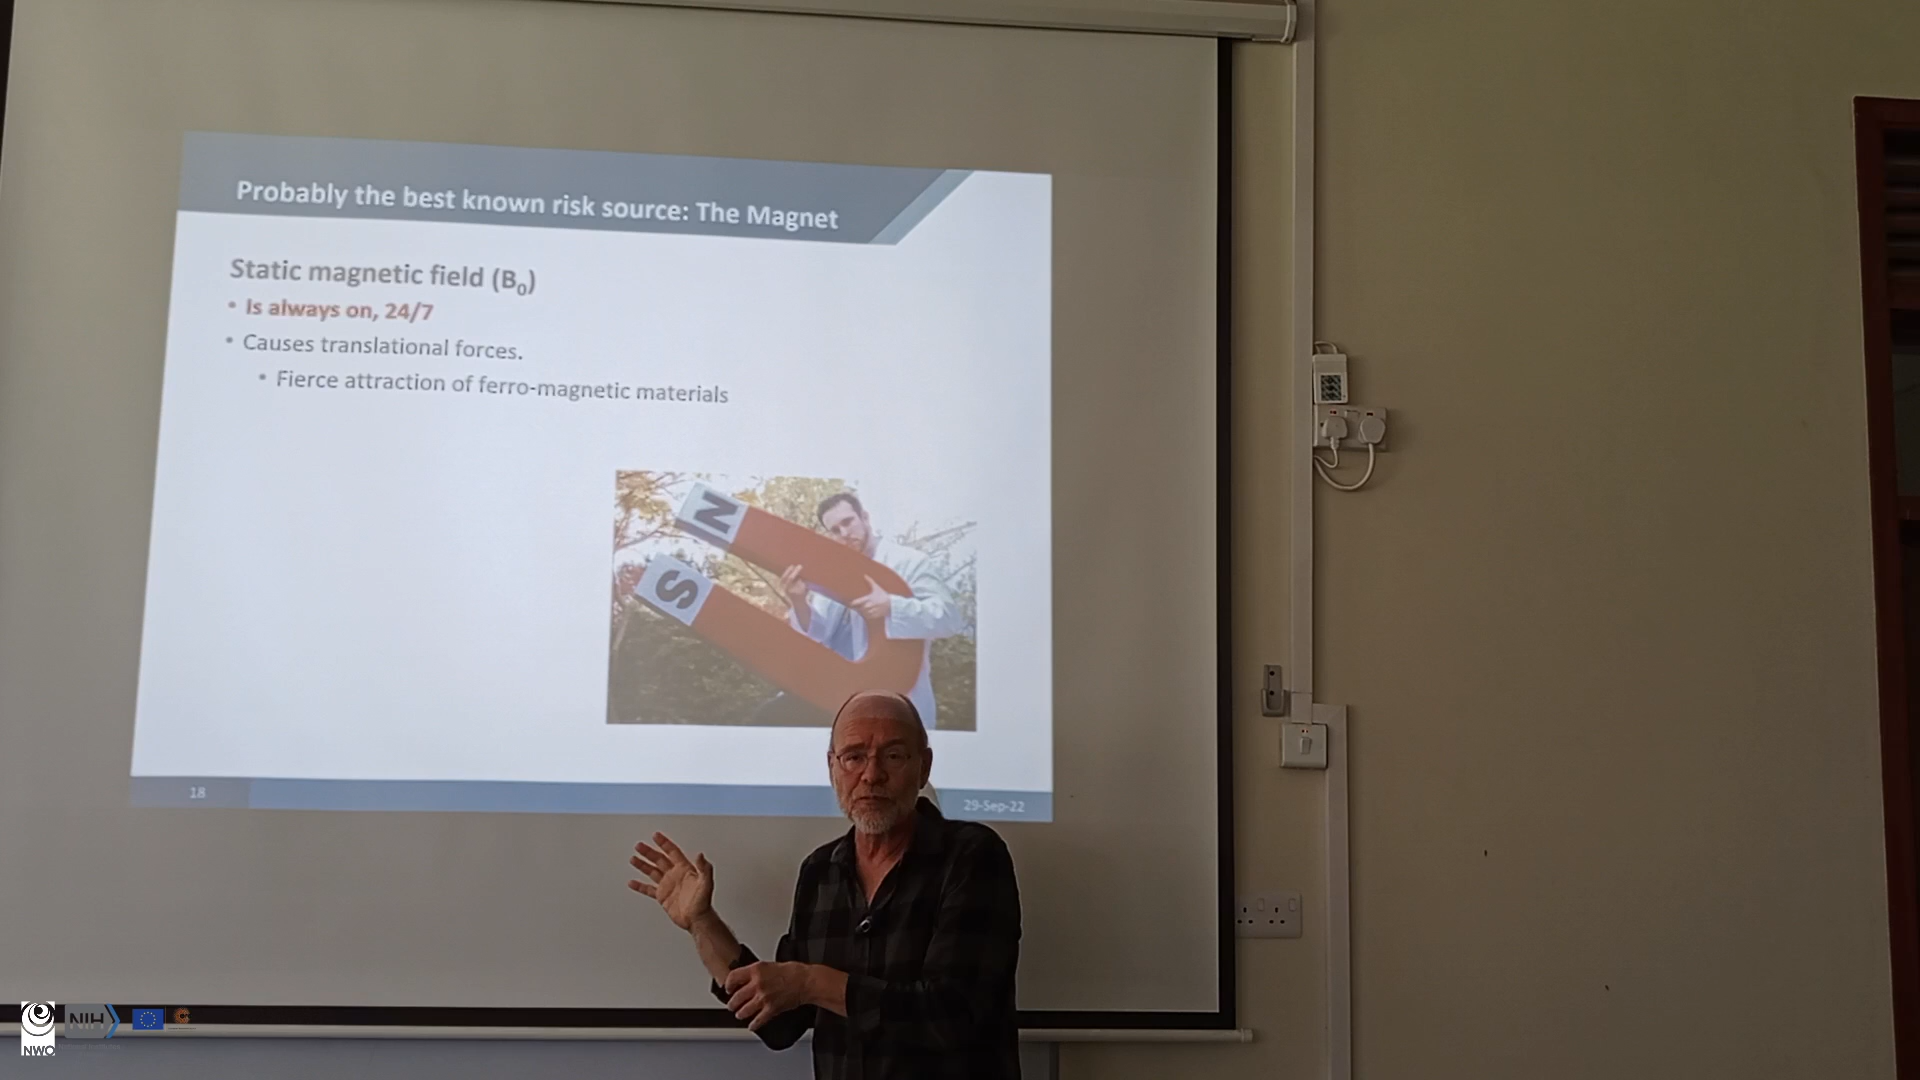 Probably the best known risk source: The Magnet
Static magnetic field (B₀)
• Is always on, 24/7
• Causes translational forces.
• Fierce attraction of ferro-magnetic materials
N
S
18
29-Sep-22
NWO
NIH